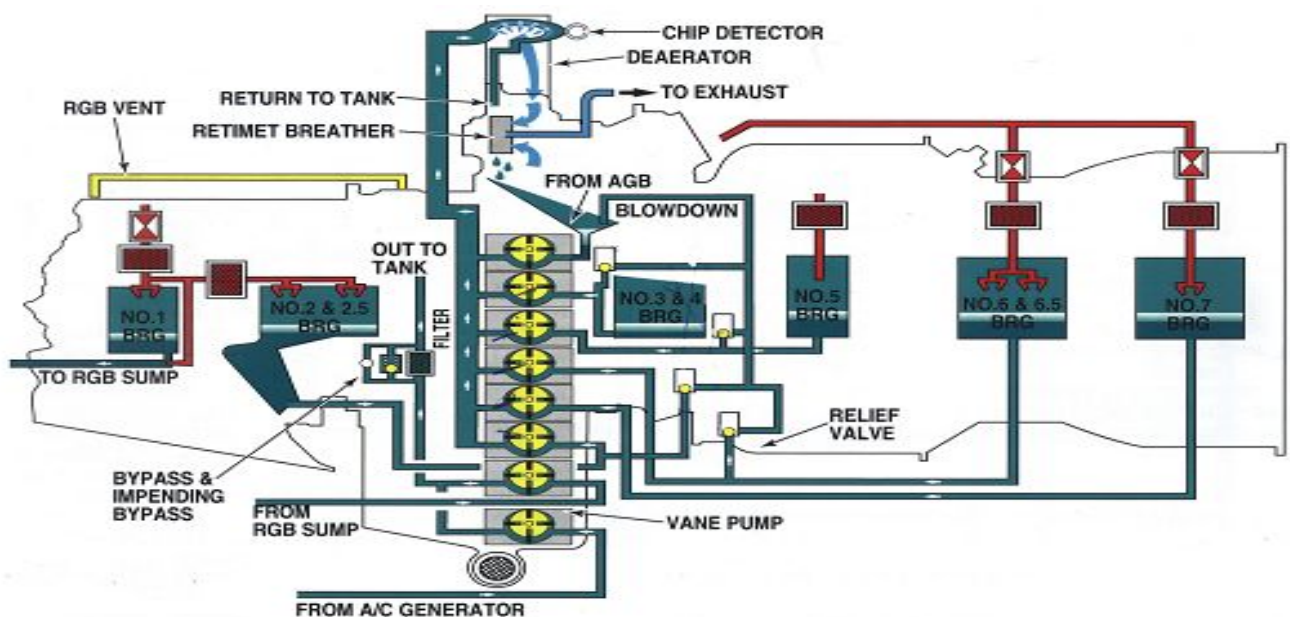 CHIP DETECTOR
DEAERATOR
RETURN TO TANK
TO EXHAUST
RGB VENT
RETIMET BREATHER
FROM AGB
BLOWDOWN
OUT TO
TANK
FILTER
NO.1
BRG
NO.2 & 2.5
BRG
NO.3 & 4
BRG
NO.5
BRG
NO.6 & 6.5
BRG
NO.7
BRG
TO RGB SUMP
RELIEF
VALVE
BYPASS &
IMPENDING
BYPASS
FROM
RGB SUMP
VANE PUMP
FROM A/C GENERATOR